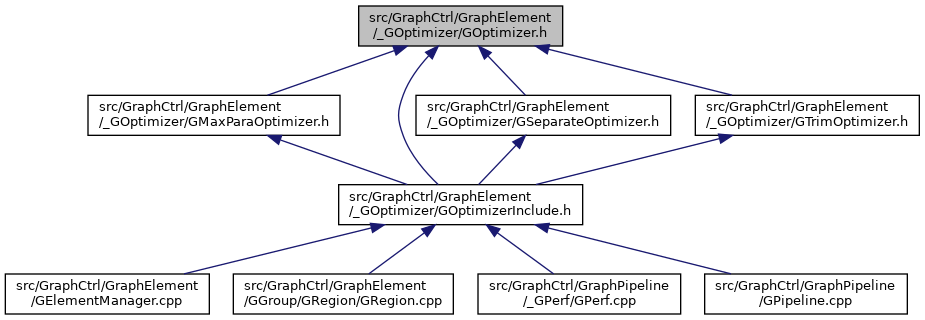 src/GraphCtrl/GraphElement
/_GOptimizer/GOptimizer.h
src/GraphCtrl/GraphElement
/_GOptimizer/GMaxParaOptimizer.h
src/GraphCtrl/GraphElement
/_GOptimizer/GSeparateOptimizer.h
src/GraphCtrl/GraphElement
/_GOptimizer/GTrimOptimizer.h
src/GraphCtrl/GraphElement
/_GOptimizer/GOptimizerInclude.h
src/GraphCtrl/GraphElement
/GElementManager.cpp
src/GraphCtrl/GraphElement
/GGroup/GRegion/GRegion.cpp
src/GraphCtrl/GraphPipeline
/_GPerf/GPerf.cpp
src/GraphCtrl/GraphPipeline
/GPipeline.cpp